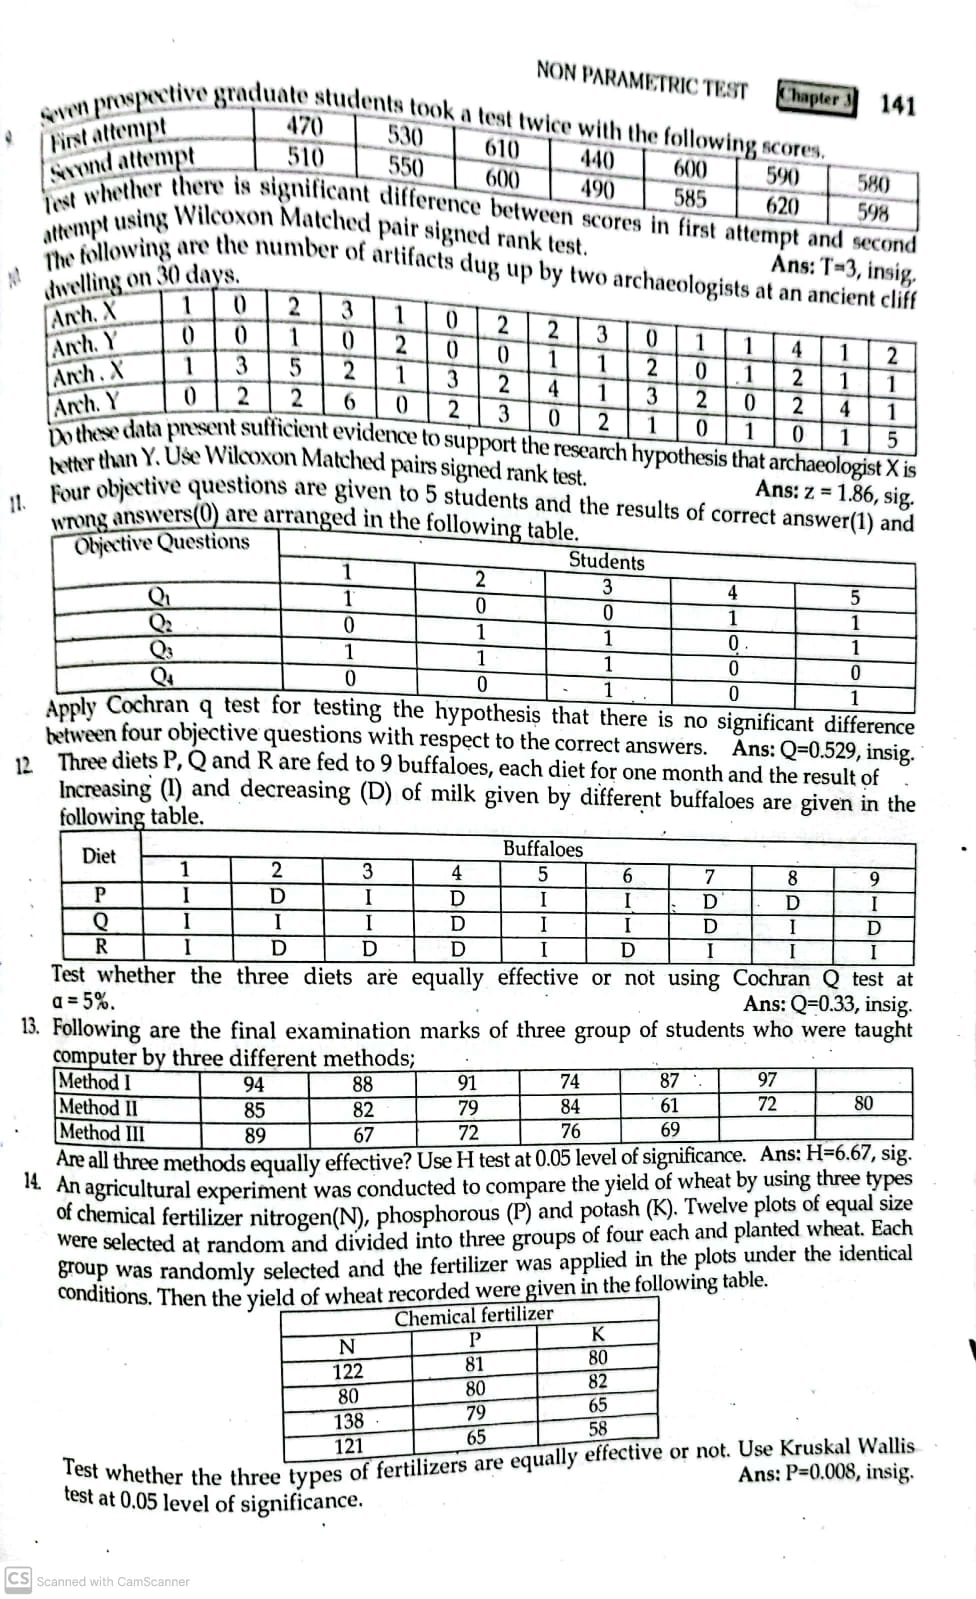 NON PARAMETRIC TEST Chapter 3 141
9. Seven prospective graduate students took a test twice with the following scores.
First attempt 470 530 610 440 600 590 580
Second attempt 510 550 600 490 585 620 598
Test whether there is significant difference between scores in first attempt and second
attempt using Wilcoxon Matched pair signed rank test. Ans: T=3, insig.
10. The following are the number of artifacts dug up by two archaeologists at an ancient cliff
dwelling on 30 days.
Arch. X 1 0 2 3 1 0 2 2 3 0 1 1 4 1 2
Arch. Y 0 0 1 0 2 0 0 1 1 2 0 1 2 1 1
Arch. X 1 3 5 2 1 3 2 4 1 3 2 0 2 4 1
Arch. Y 0 2 2 6 0 2 3 0 2 1 0 1 0 1 5
Do these data present sufficient evidence to support the research hypothesis that archaeologist X is
better than Y. Use Wilcoxon Matched pairs signed rank test. Ans: z = 1.86, sig.
11. Four objective questions are given to 5 students and the results of correct answer(1) and
wrong answers(0) are arranged in the following table.
Objective Questions Students
1 2 3 4 5
Q1 1 0 0 1 1
Q2 0 1 1 0 1
Q3 1 1 1 0 0
Q4 0 0 1 0 1
Apply Cochran q test for testing the hypothesis that there is no significant difference
between four objective questions with respect to the correct answers. Ans: Q=0.529, insig.
12. Three diets P, Q and R are fed to 9 buffaloes, each diet for one month and the result of
Increasing (I) and decreasing (D) of milk given by different buffaloes are given in the
following table.
Diet Buffaloes
1 2 3 4 5 6 7 8 9
P I D I D I I D D I
Q I I I D I I D I D
R I D D D I D I I I
Test whether the three diets are equally effective or not using Cochran Q test at
α = 5%. Ans: Q=0.33, insig.
13. Following are the final examination marks of three group of students who were taught
computer by three different methods;
Method I 94 88 91 74 87 97
Method II 85 82 79 84 61 72 80
Method III 89 67 72 76 69
Are all three methods equally effective? Use H test at 0.05 level of significance. Ans: H=6.67, sig.
14. An agricultural experiment was conducted to compare the yield of wheat by using three types
of chemical fertilizer nitrogen(N), phosphorous (P) and potash (K). Twelve plots of equal size
were selected at random and divided into three groups of four each and planted wheat. Each
group was randomly selected and the fertilizer was applied in the plots under the identical
conditions. Then the yield of wheat recorded were given in the following table.
Chemical fertilizer
N P K
122 81 80
80 80 82
138 79 65
121 65 58
Test whether the three types of fertilizers are equally effective or not. Use Kruskal Wallis
test at 0.05 level of significance. Ans: P=0.008, insig.
CS Scanned with CamScanner